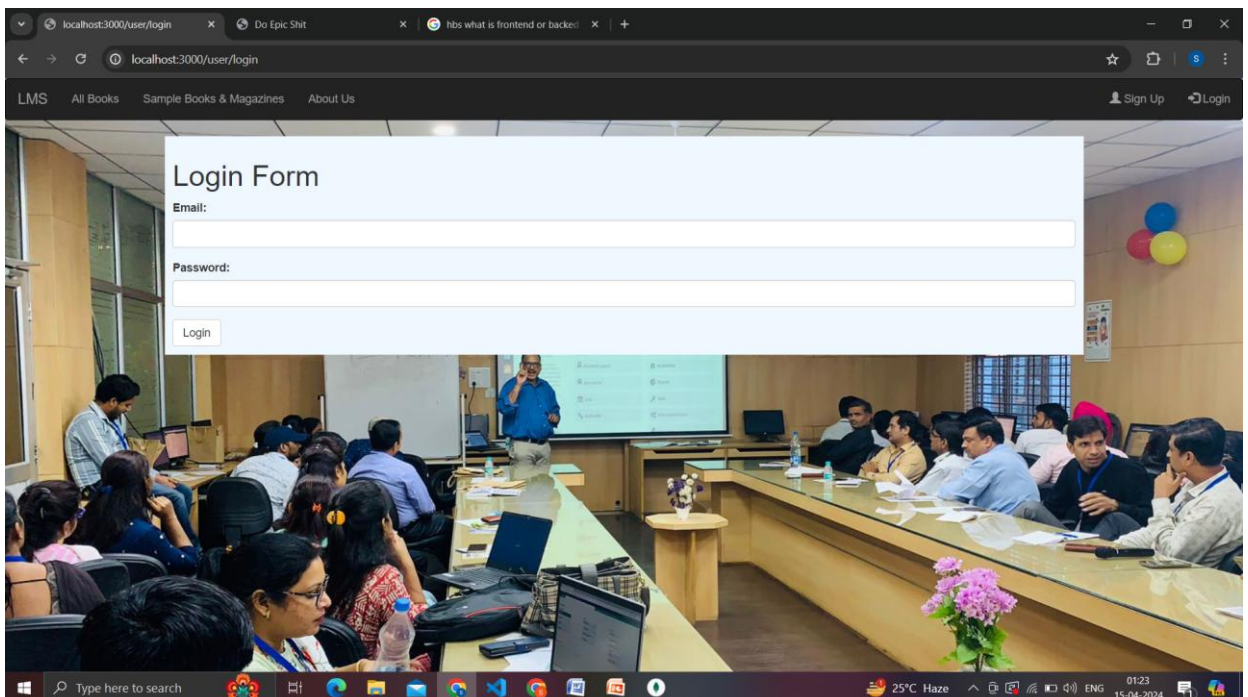 localhost:3000/user/login
Do Epic Shit
hbs what is frontend or backed
localhost:3000/user/login
S
LMS All Books Sample Books & Magazines About Us Sign Up Login
Login Form
Email:
Password:
Login
Type here to search
25°C Haze
ENG
01:23
15-04-202